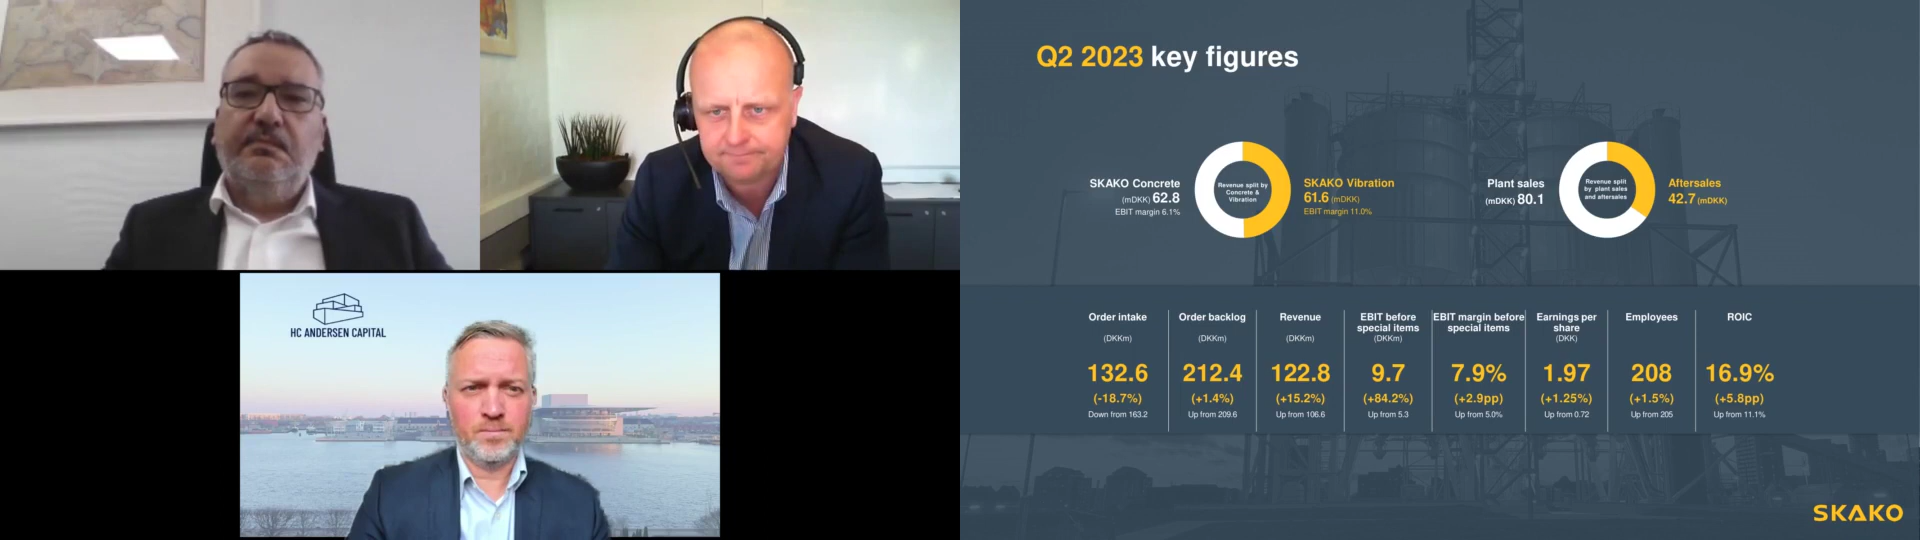 HC ANDERSEN CAPITAL
Q2 2023 key figures
SKAKO Concrete
(mDKK) 62.8
EBIT margin 6.1%
Revenue split by
Concrete &
Vibration
SKAKO Vibration
61.6 (mDKK)
EBIT margin 11.0%
Plant sales
(mDKK) 80.1
Revenue split
by plant sales
and aftersales
Aftersales
42.7 (mDKK)
Order intake
(DKKm)
132.6
(-18.7%)
Down from 163.2
Order backlog
(DKKm)
212.4
(+1.4%)
Up from 209.6
Revenue
(DKKm)
122.8
(+15.2%)
Up from 106.6
EBIT before
special items
(DKKm)
9.7
(+84.2%)
Up from 5.3
EBIT margin before
special items
7.9%
(+2.9pp)
Up from 5.0%
Earnings per
share
(DKK)
1.97
(+1.25%)
Up from 0.72
Employees
208
(+1.5%)
Up from 205
ROIC
16.9%
(+5.8pp)
Up from 11.1%
SKAKO